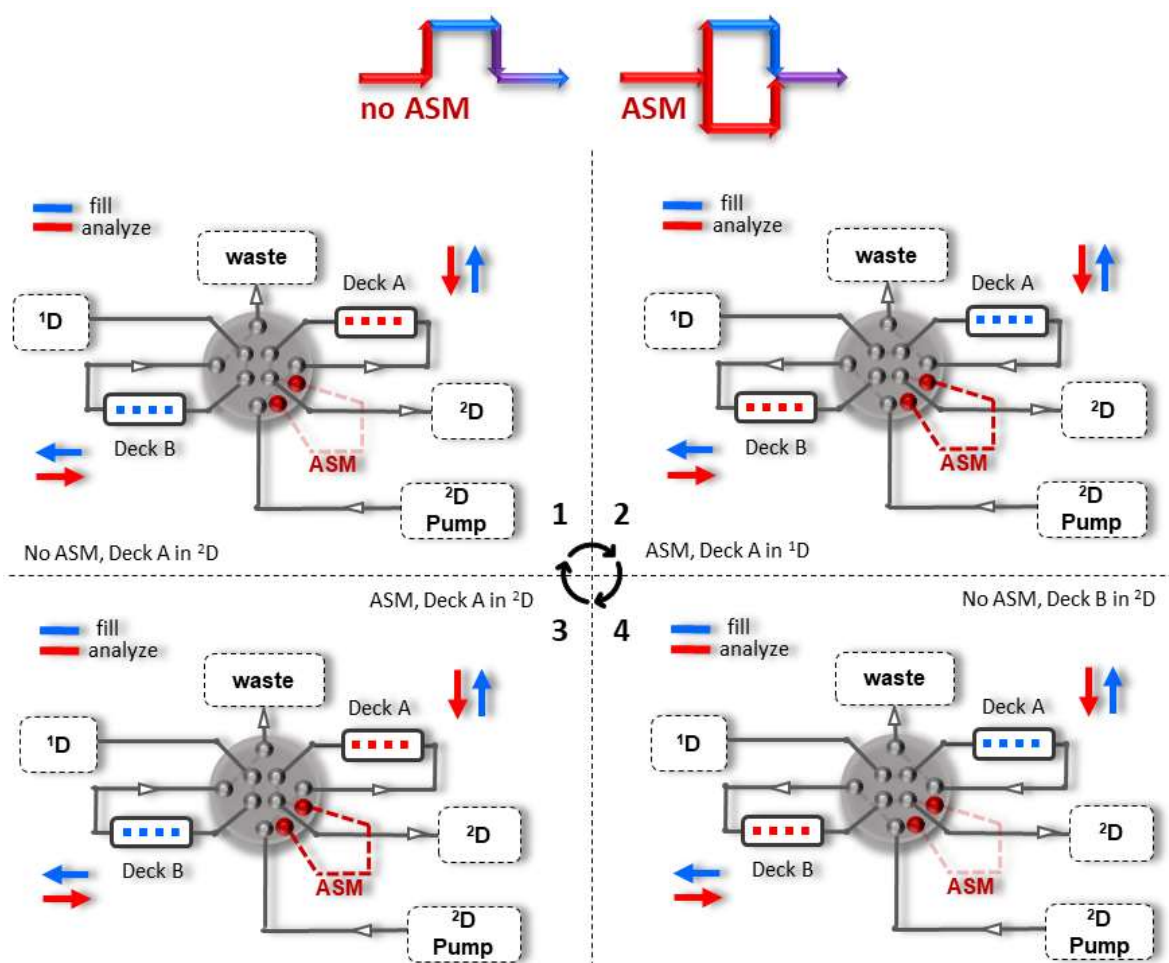 no ASM
ASM
fill
analyze
waste
Deck A
¹D
Deck B
²D
ASM
²D
Pump
1
No ASM, Deck A in ²D
fill
analyze
waste
Deck A
¹D
Deck B
²D
ASM
²D
Pump
2
ASM, Deck A in ¹D
ASM, Deck A in ²D
3
fill
analyze
waste
Deck A
¹D
Deck B
²D
ASM
²D
Pump
No ASM, Deck B in ²D
4
fill
analyze
waste
Deck A
¹D
Deck B
²D
ASM
²D
Pump